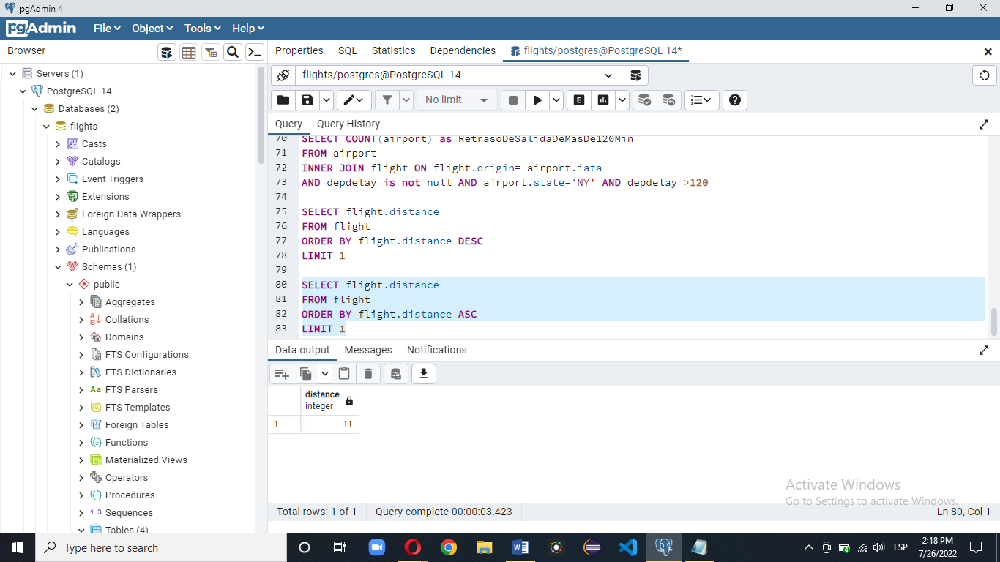 pgAdmin 4
pgAdmin File Object Tools Help
Browser
Properties SQL Statistics Dependencies flights/postgres@PostgreSQL 14*
flights/postgres@PostgreSQL 14
No limit
E
Query Query History
Servers (1)
PostgreSQL 14
Databases (2)
flights
Casts
Catalogs
Event Triggers
Extensions
Foreign Data Wrappers
Languages
Publications
Schemas (1)
public
Aggregates
Collations
Domains
FTS Configurations
FTS Dictionaries
Aa FTS Parsers
FTS Templates
Foreign Tables
Functions
Materialized Views
Operators
Procedures
1..3 Sequences
Tables (4)
70 SELECT COUNT(airport) as RetrasoDeSalidaDeMasDe120Min
71 FROM airport
72 INNER JOIN flight ON flight.origin= airport.iata
73 AND depdelay is not null AND airport.state='NY' AND depdelay >120
74
75 SELECT flight.distance
76 FROM flight
77 ORDER BY flight.distance DESC
78 LIMIT 1
79
80 SELECT flight.distance
81 FROM flight
82 ORDER BY flight.distance ASC
83 LIMIT 1
Data output Messages Notifications
distance
integer
1 11
Activate Windows
Go to Settings to activate Windows.
Total rows: 1 of 1 Query complete 00:00:03.423 Ln 80, Col 1
Type here to search
ESP
2:18 PM
7/26/2022